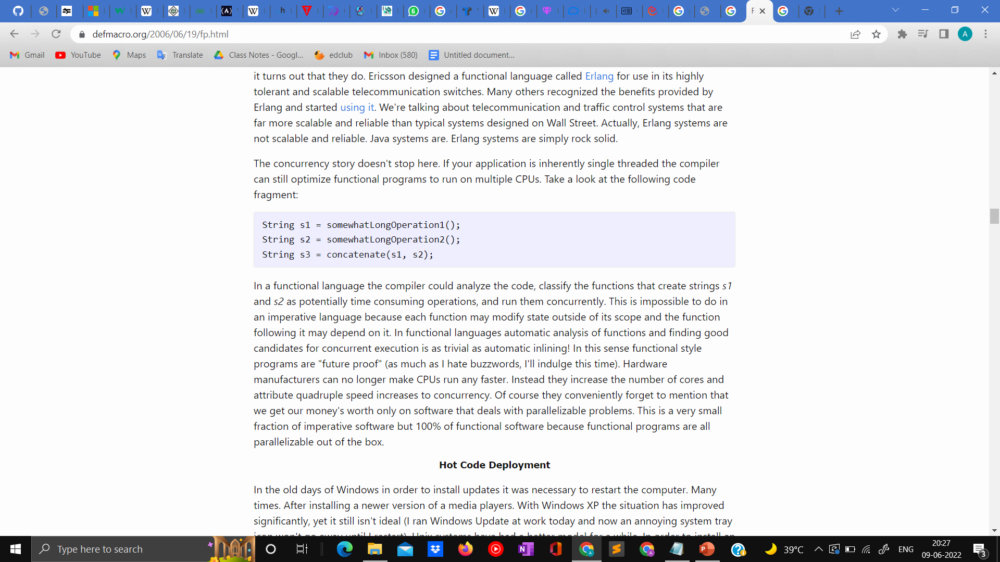 F
defmacro.org/2006/06/19/fp.html
A
Gmail YouTube Maps Translate Class Notes - Googl... edclub Inbox (580) Untitled document...
it turns out that they do. Ericsson designed a functional language called Erlang for use in its highly
tolerant and scalable telecommunication switches. Many others recognized the benefits provided by
Erlang and started using it. We're talking about telecommunication and traffic control systems that are
far more scalable and reliable than typical systems designed on Wall Street. Actually, Erlang systems are
not scalable and reliable. Java systems are. Erlang systems are simply rock solid.
The concurrency story doesn't stop here. If your application is inherently single threaded the compiler
can still optimize functional programs to run on multiple CPUs. Take a look at the following code
fragment:
String s1 = somewhatLongOperation1();
String s2 = somewhatLongOperation2();
String s3 = concatenate(s1, s2);
In a functional language the compiler could analyze the code, classify the functions that create strings s1
and s2 as potentially time consuming operations, and run them concurrently. This is impossible to do in
an imperative language because each function may modify state outside of its scope and the function
following it may depend on it. In functional languages automatic analysis of functions and finding good
candidates for concurrent execution is as trivial as automatic inlining! In this sense functional style
programs are "future proof" (as much as I hate buzzwords, I'll indulge this time). Hardware
manufacturers can no longer make CPUs run any faster. Instead they increase the number of cores and
attribute quadruple speed increases to concurrency. Of course they conveniently forget to mention that
we get our money's worth only on software that deals with parallelizable problems. This is a very small
fraction of imperative software but 100% of functional software because functional programs are all
parallelizable out of the box.
Hot Code Deployment
In the old days of Windows in order to install updates it was necessary to restart the computer. Many
times. After installing a newer version of a media players. With Windows XP the situation has improved
significantly, yet it still isn't ideal (I ran Windows Update at work today and now an annoying system tray
icon won't go away until I restart). Unix systems have had a better model for a while. In order to install an
Type here to search
39°C ENG
20:27
09-06-2022
3